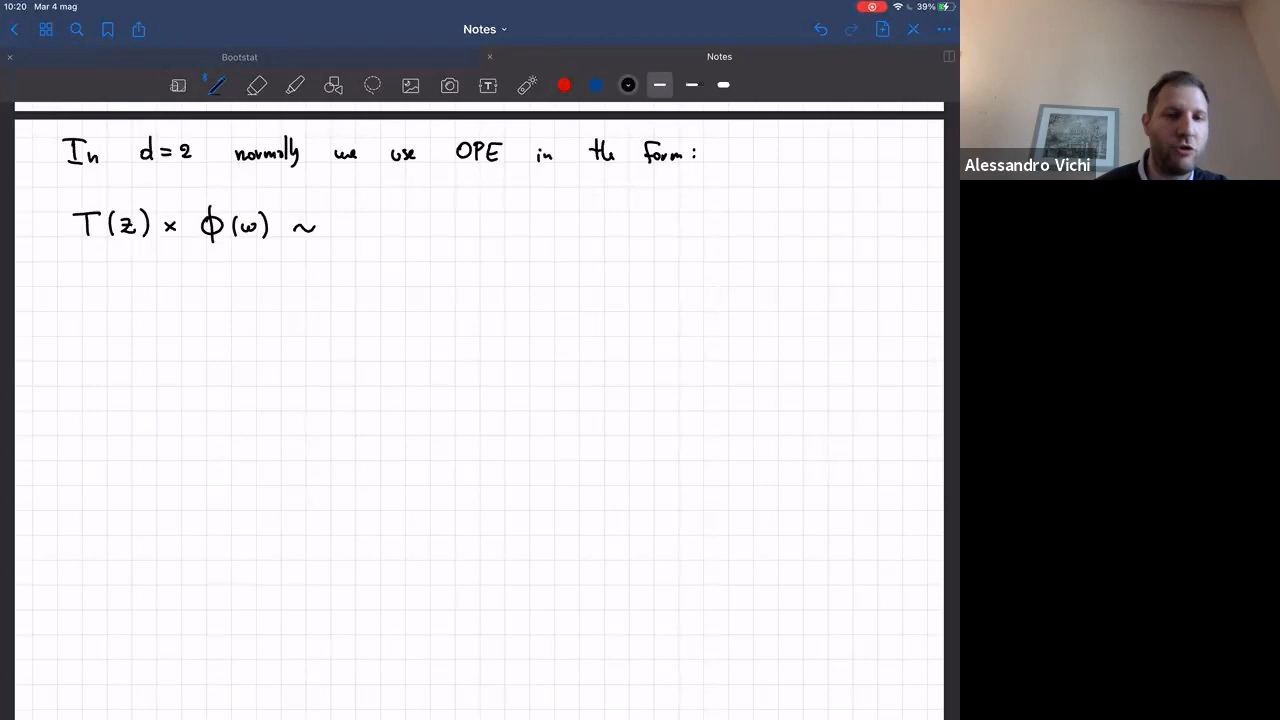 10:20 Mar 4 mag 39%
Notes
Bootstat Notes
In d=2 normally we use OPE in the form:
T(z) × ϕ(ω) ~
Alessandro Vichi